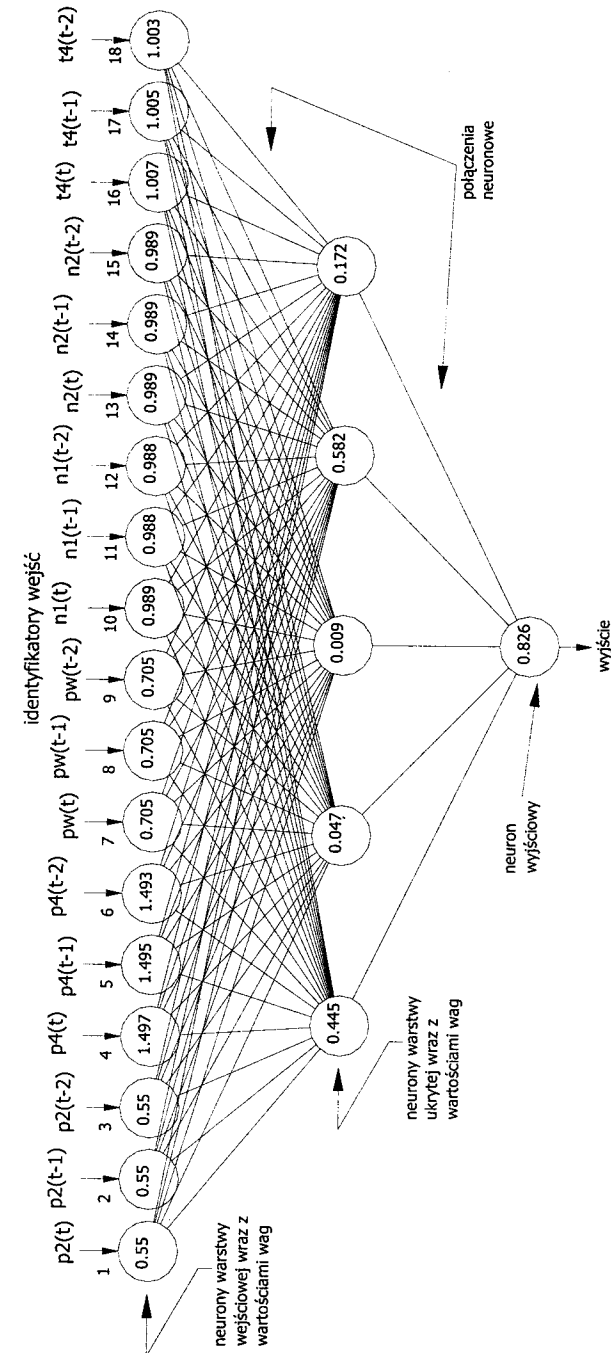 identyfikatory wejść
p2(t)
p2(t-1)
p2(t-2)
p4(t)
p4(t-1)
p4(t-2)
pw(t)
pw(t-1)
pw(t-2)
n1(t)
n1(t-1)
n1(t-2)
n2(t)
n2(t-1)
n2(t-2)
t4(t)
t4(t-1)
t4(t-2)
1
2
3
4
5
6
7
8
9
10
11
12
13
14
15
16
17
18
0.55
0.55
0.55
1.497
1.495
1.493
0.705
0.705
0.705
0.989
0.988
0.988
0.989
0.989
0.989
1.007
1.005
1.003
neurony warstwy
wejściowej wraz z
wartościami wag
0.445
0.047
0.009
0.582
0.172
połączenia
neuronowe
neurony warstwy
ukrytej wraz z
wartościami wag
0.826
neuron
wyjściowy
wyjście